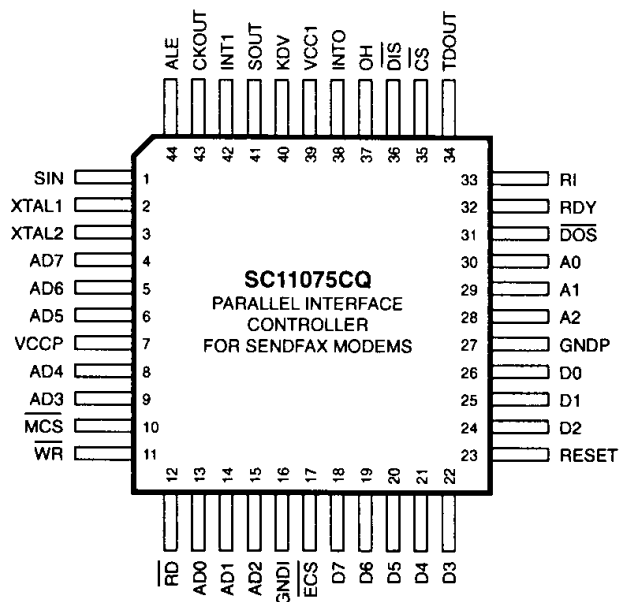 ALE
CKOUT
INT1
SOUT
KDV
VCC1
INTO
OH
DIS
CS
TDOUT
44
43
42
41
40
39
38
37
36
35
34
SIN 1
XTAL1 2
XTAL2 3
AD7 4
AD6 5
AD5 6
VCCP 7
AD4 8
AD3 9
MCS 10
WR 11
SC11075CQ
PARALLEL INTERFACE
CONTROLLER
FOR SENDFAX MODEMS
33 RI
32 RDY
31 DOS
30 A0
29 A1
28 A2
27 GNDP
26 D0
25 D1
24 D2
23 RESET
12
13
14
15
16
17
18
19
20
21
22
RD
AD0
AD1
AD2
GNDI
ECS
D7
D6
D5
D4
D3